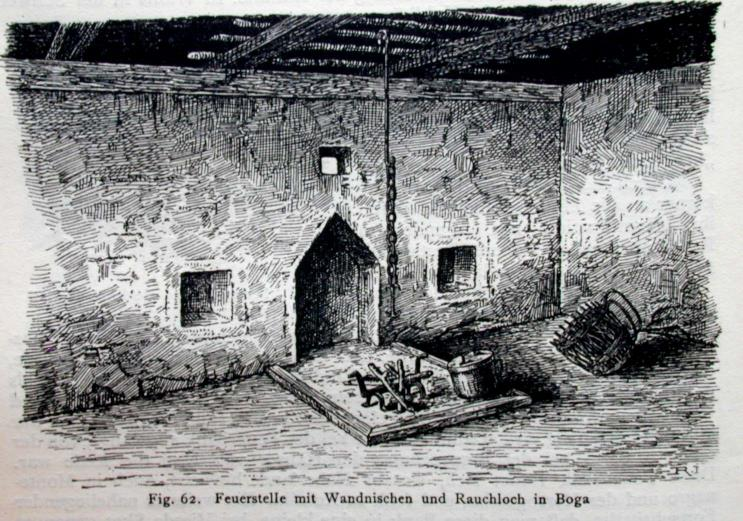 R J
Fig. 62. Feuerstelle mit Wandnischen und Rauchloch in Boga